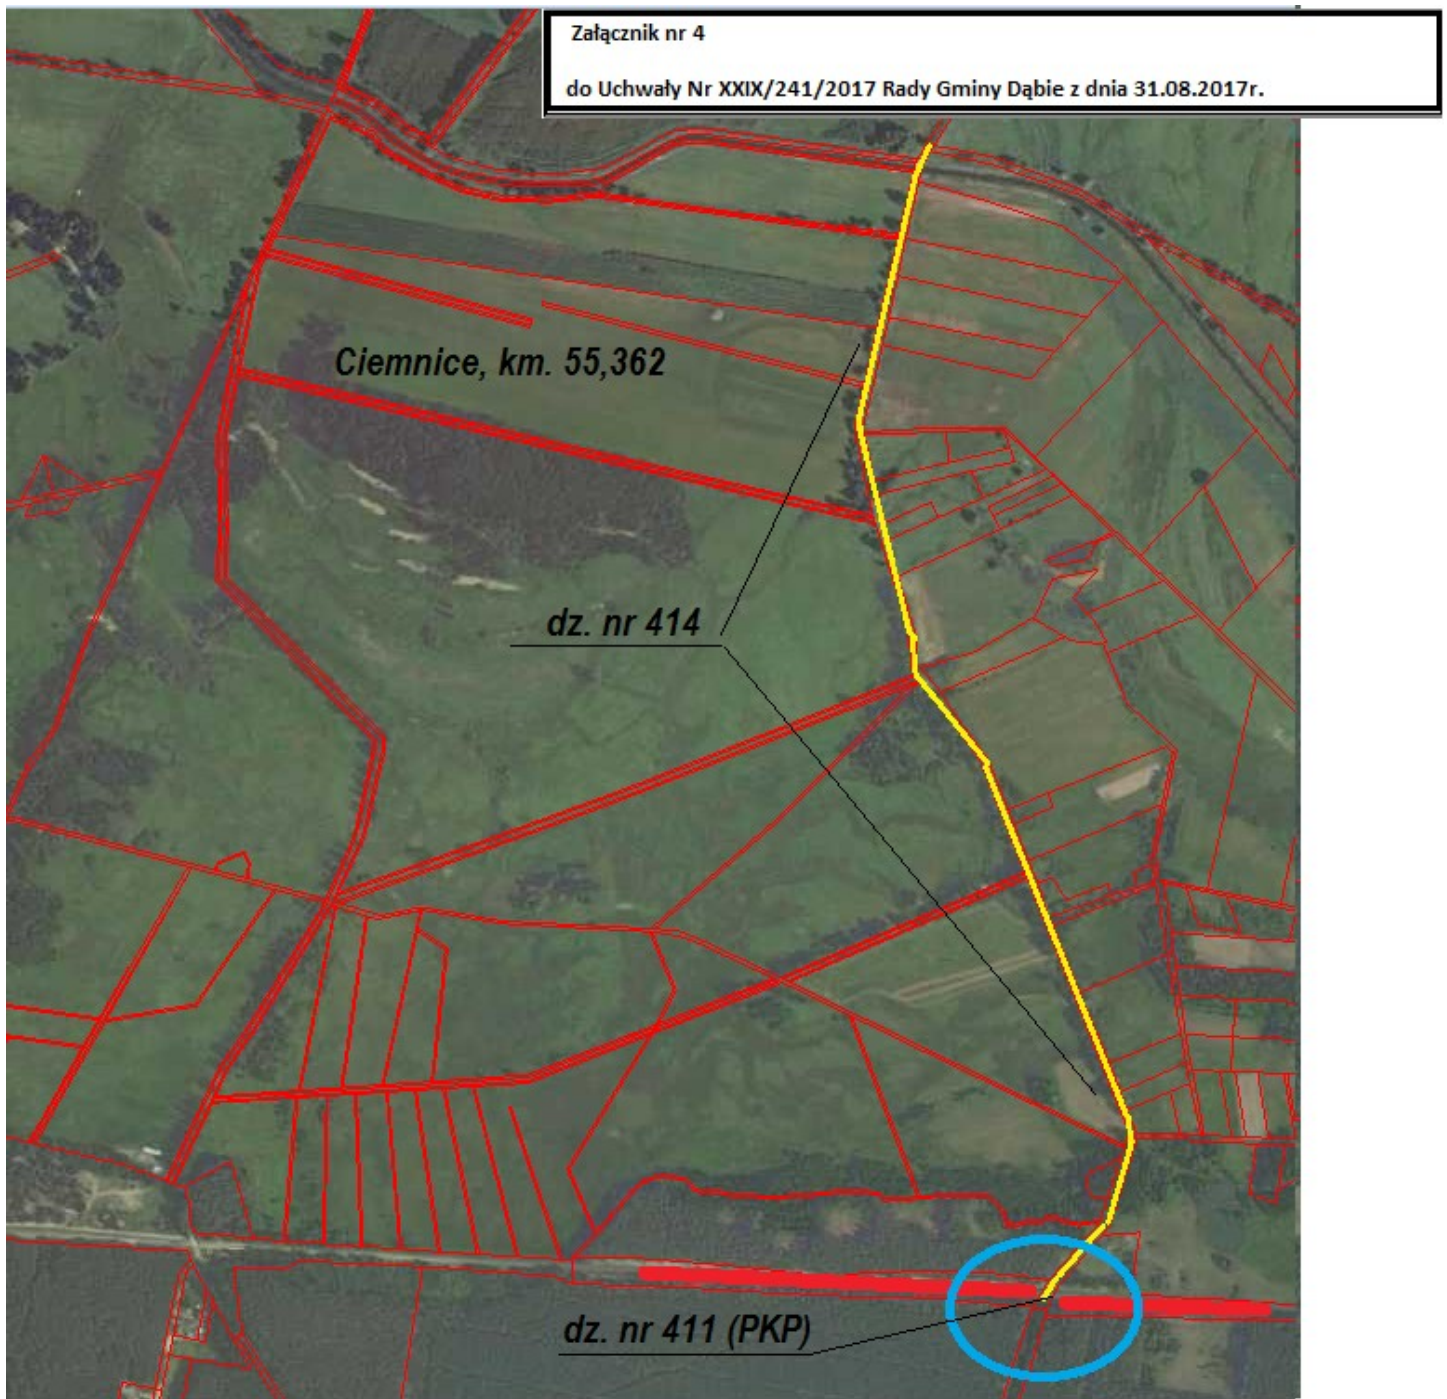 Załącznik nr 4
do Uchwały Nr XXIX/241/2017 Rady Gminy Dąbie z dnia 31.08.2017r.
Ciemnice, km. 55,362
dz. nr 414
dz. nr 411 (PKP)